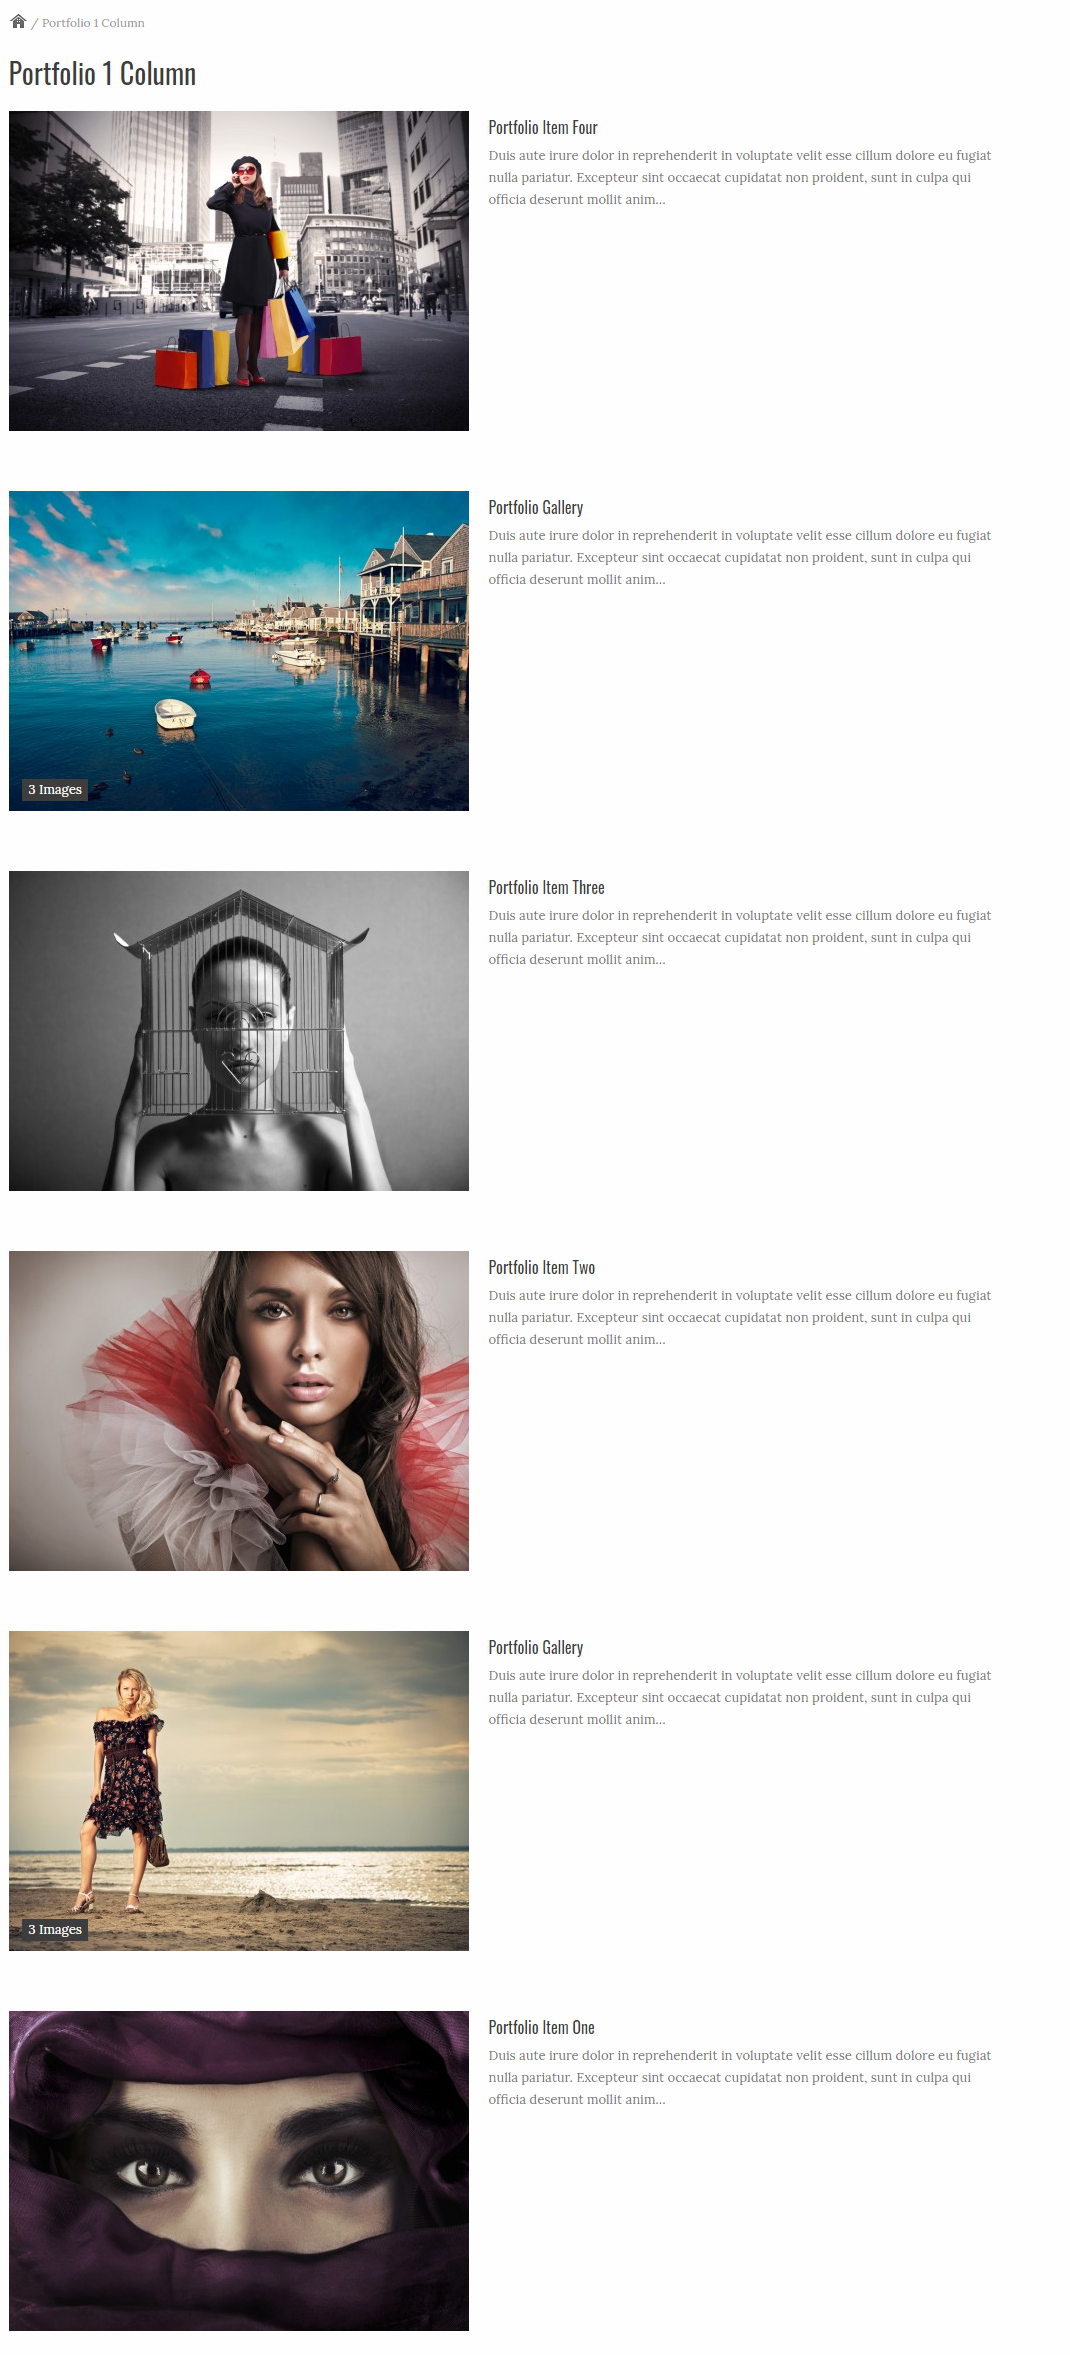 / Portfolio 1 Column
Portfolio 1 Column
Portfolio Item Four
Duis aute irure dolor in reprehenderit in voluptate velit esse cillum dolore eu fugiat
nulla pariatur. Excepteur sint occaecat cupidatat non proident, sunt in culpa qui
officia deserunt mollit anim...
Portfolio Gallery
Duis aute irure dolor in reprehenderit in voluptate velit esse cillum dolore eu fugiat
nulla pariatur. Excepteur sint occaecat cupidatat non proident, sunt in culpa qui
officia deserunt mollit anim...
3 Images
Portfolio Item Three
Duis aute irure dolor in reprehenderit in voluptate velit esse cillum dolore eu fugiat
nulla pariatur. Excepteur sint occaecat cupidatat non proident, sunt in culpa qui
officia deserunt mollit anim...
Portfolio Item Two
Duis aute irure dolor in reprehenderit in voluptate velit esse cillum dolore eu fugiat
nulla pariatur. Excepteur sint occaecat cupidatat non proident, sunt in culpa qui
officia deserunt mollit anim...
Portfolio Gallery
Duis aute irure dolor in reprehenderit in voluptate velit esse cillum dolore eu fugiat
nulla pariatur. Excepteur sint occaecat cupidatat non proident, sunt in culpa qui
officia deserunt mollit anim...
3 Images
Portfolio Item One
Duis aute irure dolor in reprehenderit in voluptate velit esse cillum dolore eu fugiat
nulla pariatur. Excepteur sint occaecat cupidatat non proident, sunt in culpa qui
officia deserunt mollit anim...